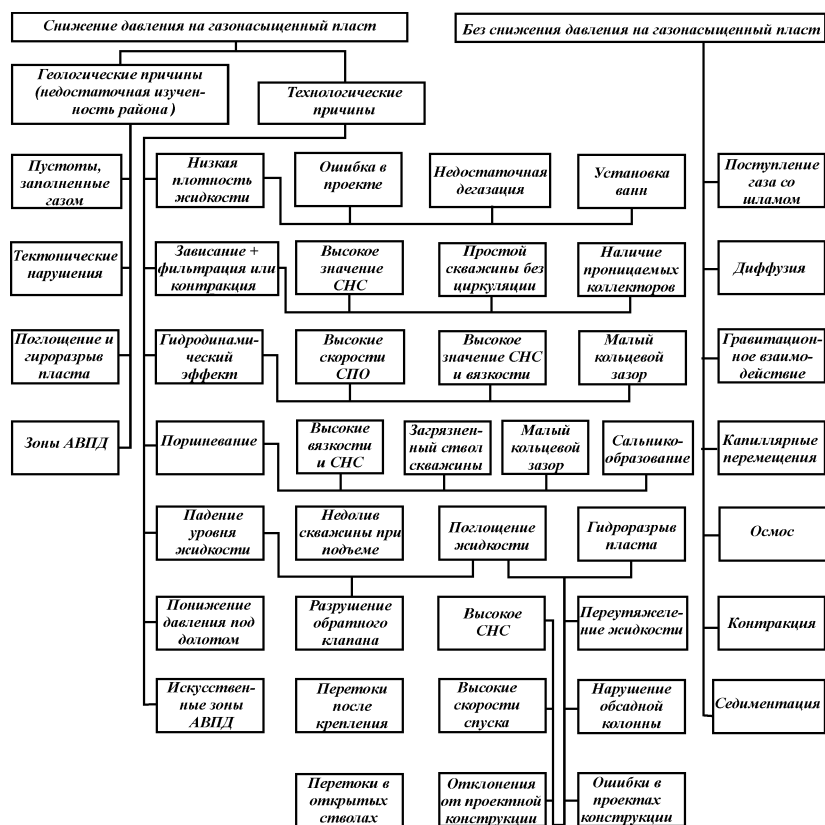 Снижение давления на газонасыщенный пласт
Без снижения давления на газонасыщенный пласт
Геологические причины
(недостаточная изучен-
ность района )
Технологические
причины
Пустоты,
заполненные
газом
Низкая
плотность
жидкости
Ошибка в
проекте
Недостаточная
дегазация
Установка
ванн
Поступление
газа со
шламом
Тектонические
нарушения
Зависание +
фильтрация или
контракция
Высокое
значение
СНС
Простой
скважины без
циркуляции
Наличие
проницаемых
коллекторов
Диффузия
Поглощение и
гироразрыв
пласта
Гидродинами-
ческий
эффект
Высокие
скорости
СПО
Высокое
значение СНС
и вязкости
Малый
кольцевой
зазор
Гравитацион-
ное взаимо-
действие
Зоны АВПД
Поршневание
Высокие
вязкости
и СНС
Загрязнен-
ный ствол
скважины
Малый
кольцевой
зазор
Сальнико-
образование
Капиллярные
перемещения
Падение
уровня
жидкости
Недолив
скважины при
подъеме
Поглощение
жидкости
Гидроразрыв
пласта
Осмос
Понижение
давления под
долотом
Разрушение
обратного
клапана
Высокое
СНС
Переутяжеле-
ние жидкости
Контракция
Искусствен-
ные зоны
АВПД
Перетоки
после
крепления
Высокие
скорости
спуска
Нарушение
обсадной
колонны
Седиментация
Перетоки в
открытых
стволах
Отклонения
от проектной
конструкции
Ошибки в
проектах
конструкции